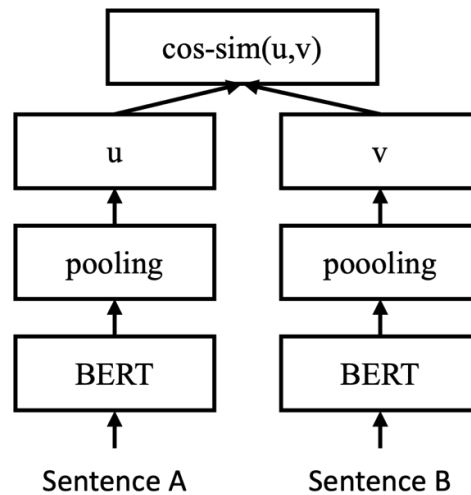 cos-sim(u,v)
u
v
pooling
poooling
BERT
BERT
Sentence A
Sentence B